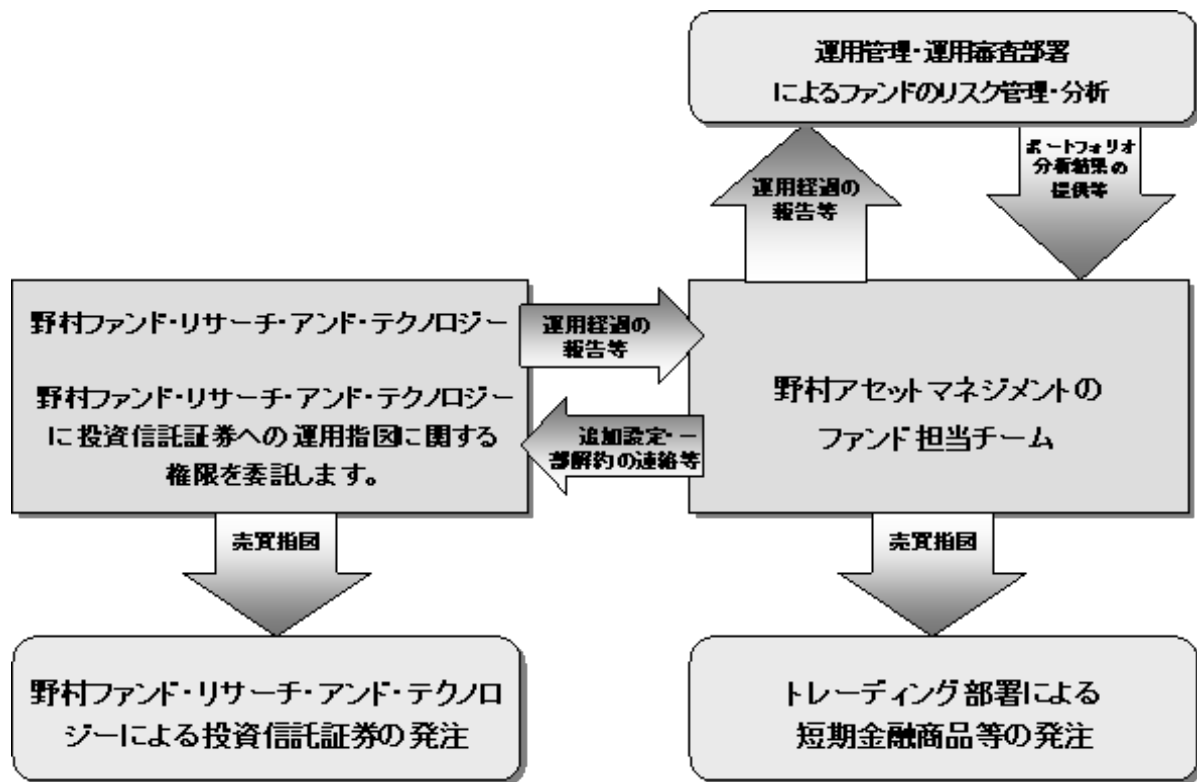 運用管理・運用審査部署
によるファンドのリスク管理・分析
運用経過の
報告等
ポートフォリオ
分析結果の
提供等
野村ファンド・リサーチ・アンド・テクノロジー
野村ファンド・リサーチ・アンド・テクノロジー
に投資信託証券への運用指図に関する
権限を委託します。
運用経過の
報告等
追加設定・一
部解約の連絡等
野村アセットマネジメントの
ファンド担当チーム
売買指図
売買指図
野村ファンド・リサーチ・アンド・テクノロ
ジーによる投資信託証券の発注
トレーディング部署による
短期金融商品等の発注